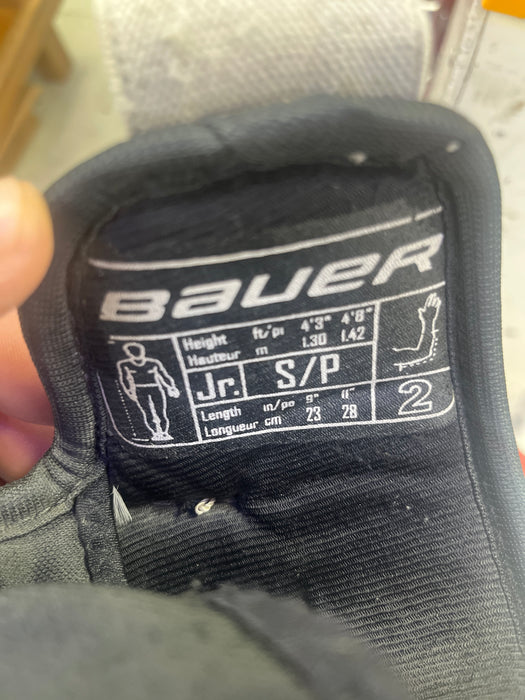 BAUER
Height ft/pi 4'3" 4'8"
Hauteur m 1.30 1.42
Jr. S/P
Length in/po 9" 11"
Longueur cm 23 28
2